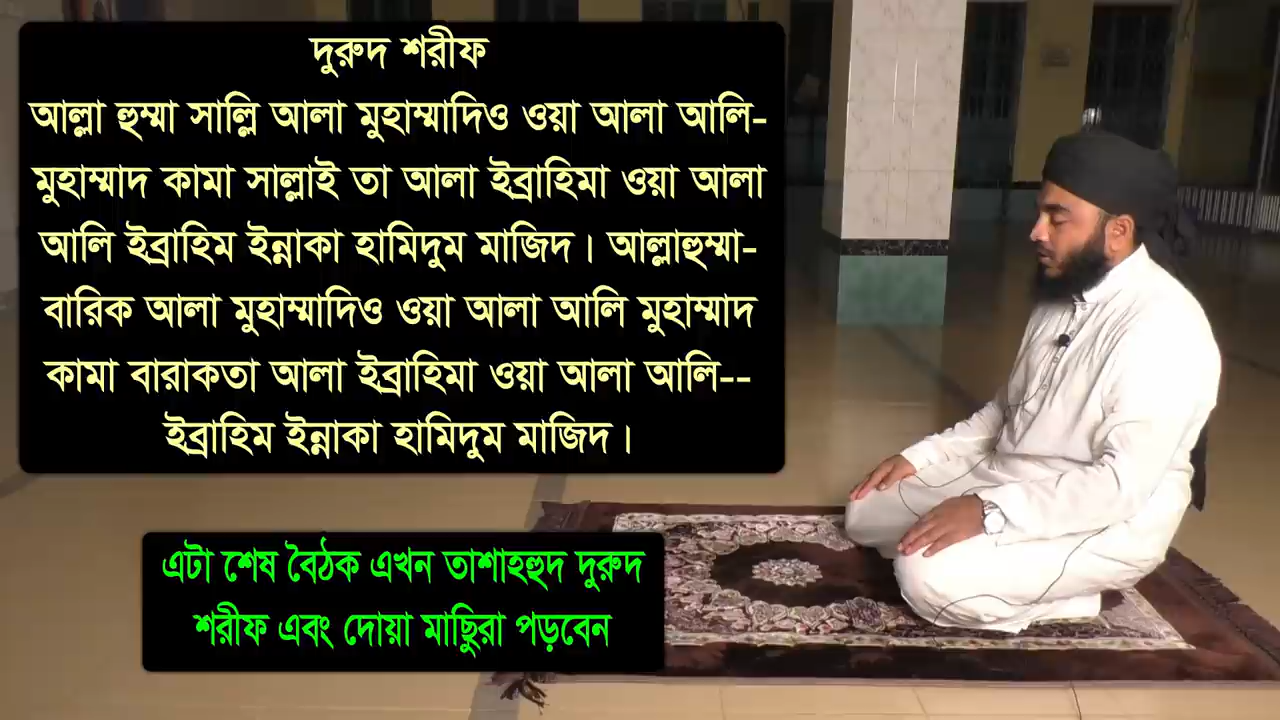 দুরুদ শরীফ
আল্লা হুম্মা সাল্লি আলা মুহাম্মাদিও ওয়া আলা আলি-
মুহাম্মাদ কামা সাল্লাই তা আলা ইব্রাহিমা ওয়া আলা
আলি ইব্রাহিম ইন্নাকা হামিদুম মাজিদ। আল্লাহুম্মা-
বারিক আলা মুহাম্মাদিও ওয়া আলা আলি মুহাম্মাদ
কামা বারাকতা আলা ইব্রাহিমা ওয়া আলা আলি--
ইব্রাহিম ইন্নাকা হামিদুম মাজিদ।
এটা শেষ বৈঠক এখন তাশাহহুদ দুরুদ
শরীফ এবং দোয়া মাছুিরা পড়বেন